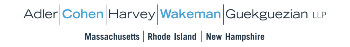 Adler|Cohen|Harvey|Wakeman|Guekguezian LLP
Massachusetts | Rhode Island | New Hampshire